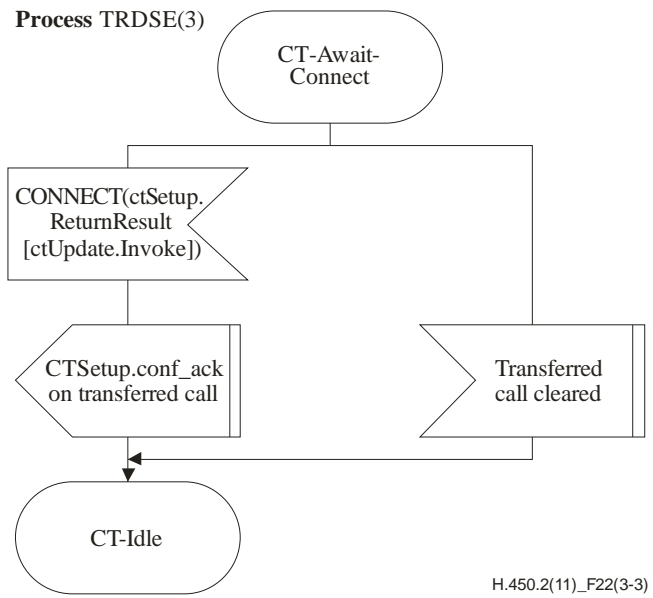 Process TRDSE(3)
CT-Await-
Connect
CONNECT(ctSetup.
ReturnResult
[ctUpdate.Invoke])
CTSetup.conf_ack
on transferred call
Transferred
call cleared
CT-Idle
H.450.2(11)_F22(3-3)